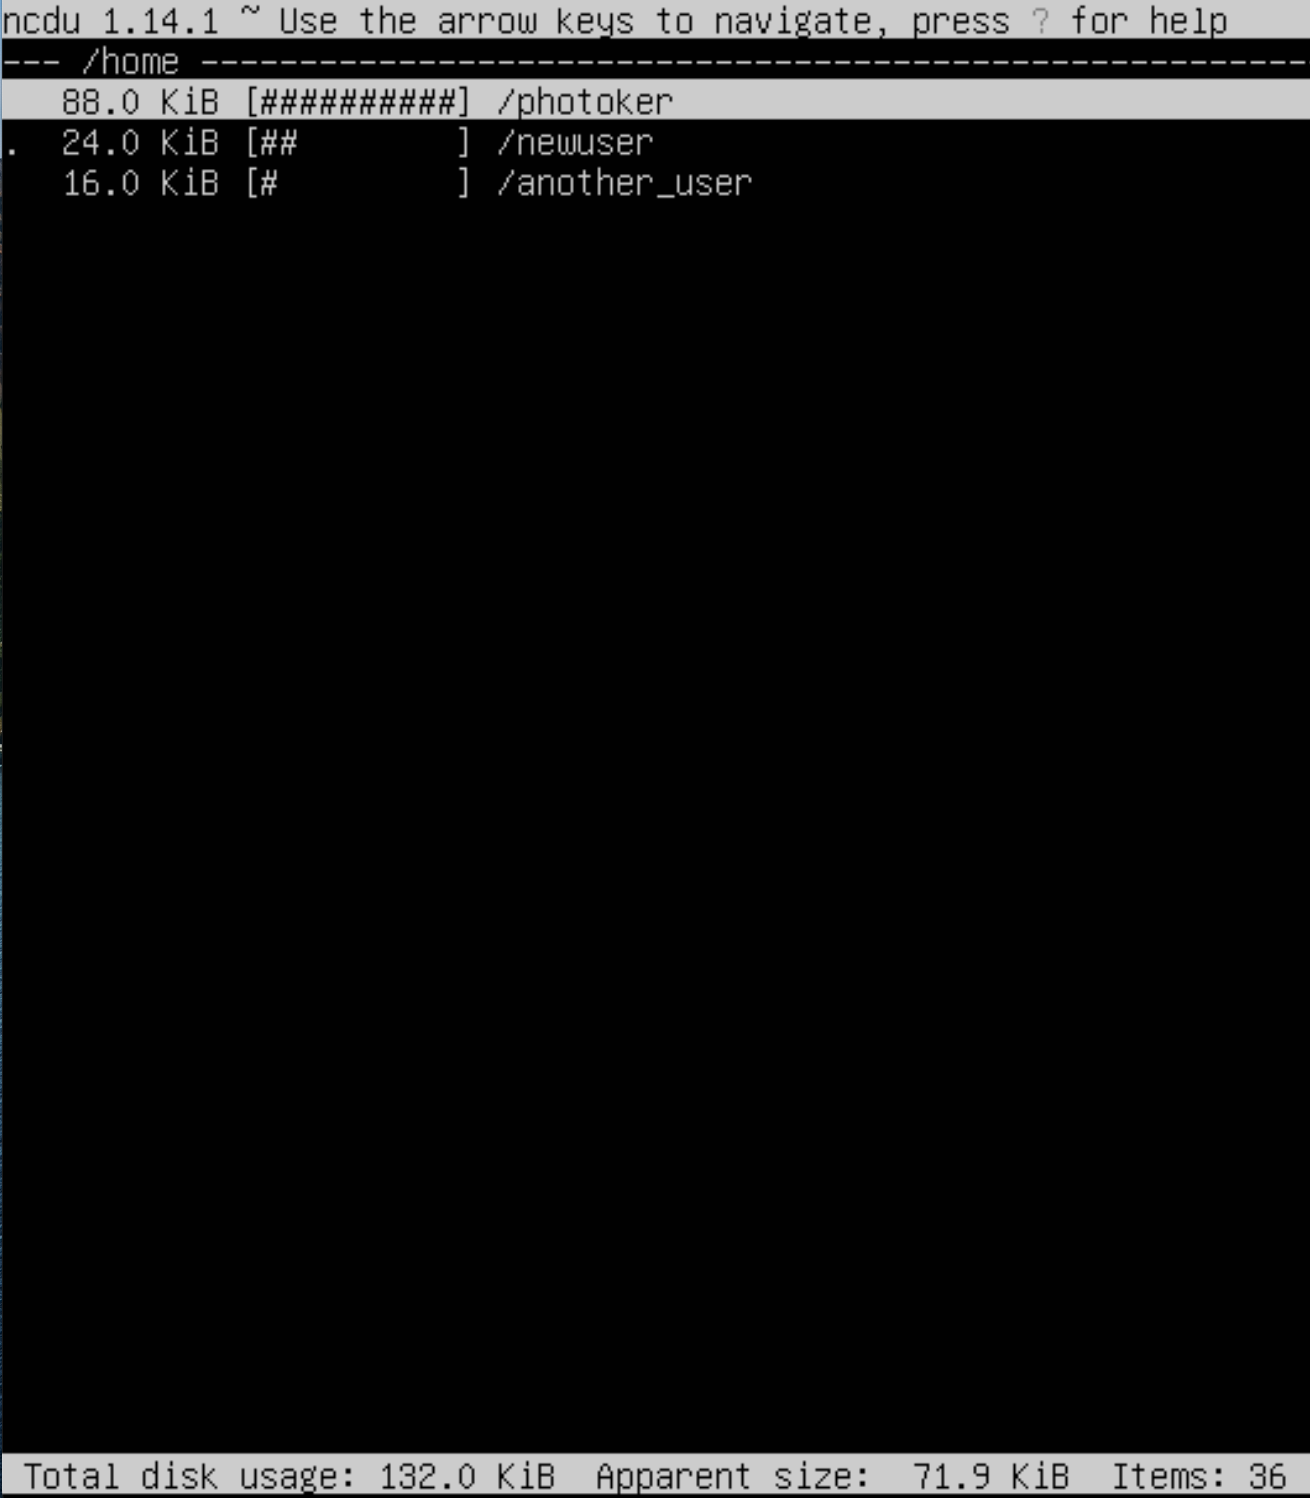 ncdu 1.14.1 ~ Use the arrow keys to navigate, press ? for help
--- /home --------------------------------------------------------
   88.0 KiB [##########] /photoker
.  24.0 KiB [##        ] /newuser
   16.0 KiB [#         ] /another_user
Total disk usage: 132.0 KiB  Apparent size:  71.9 KiB  Items: 36